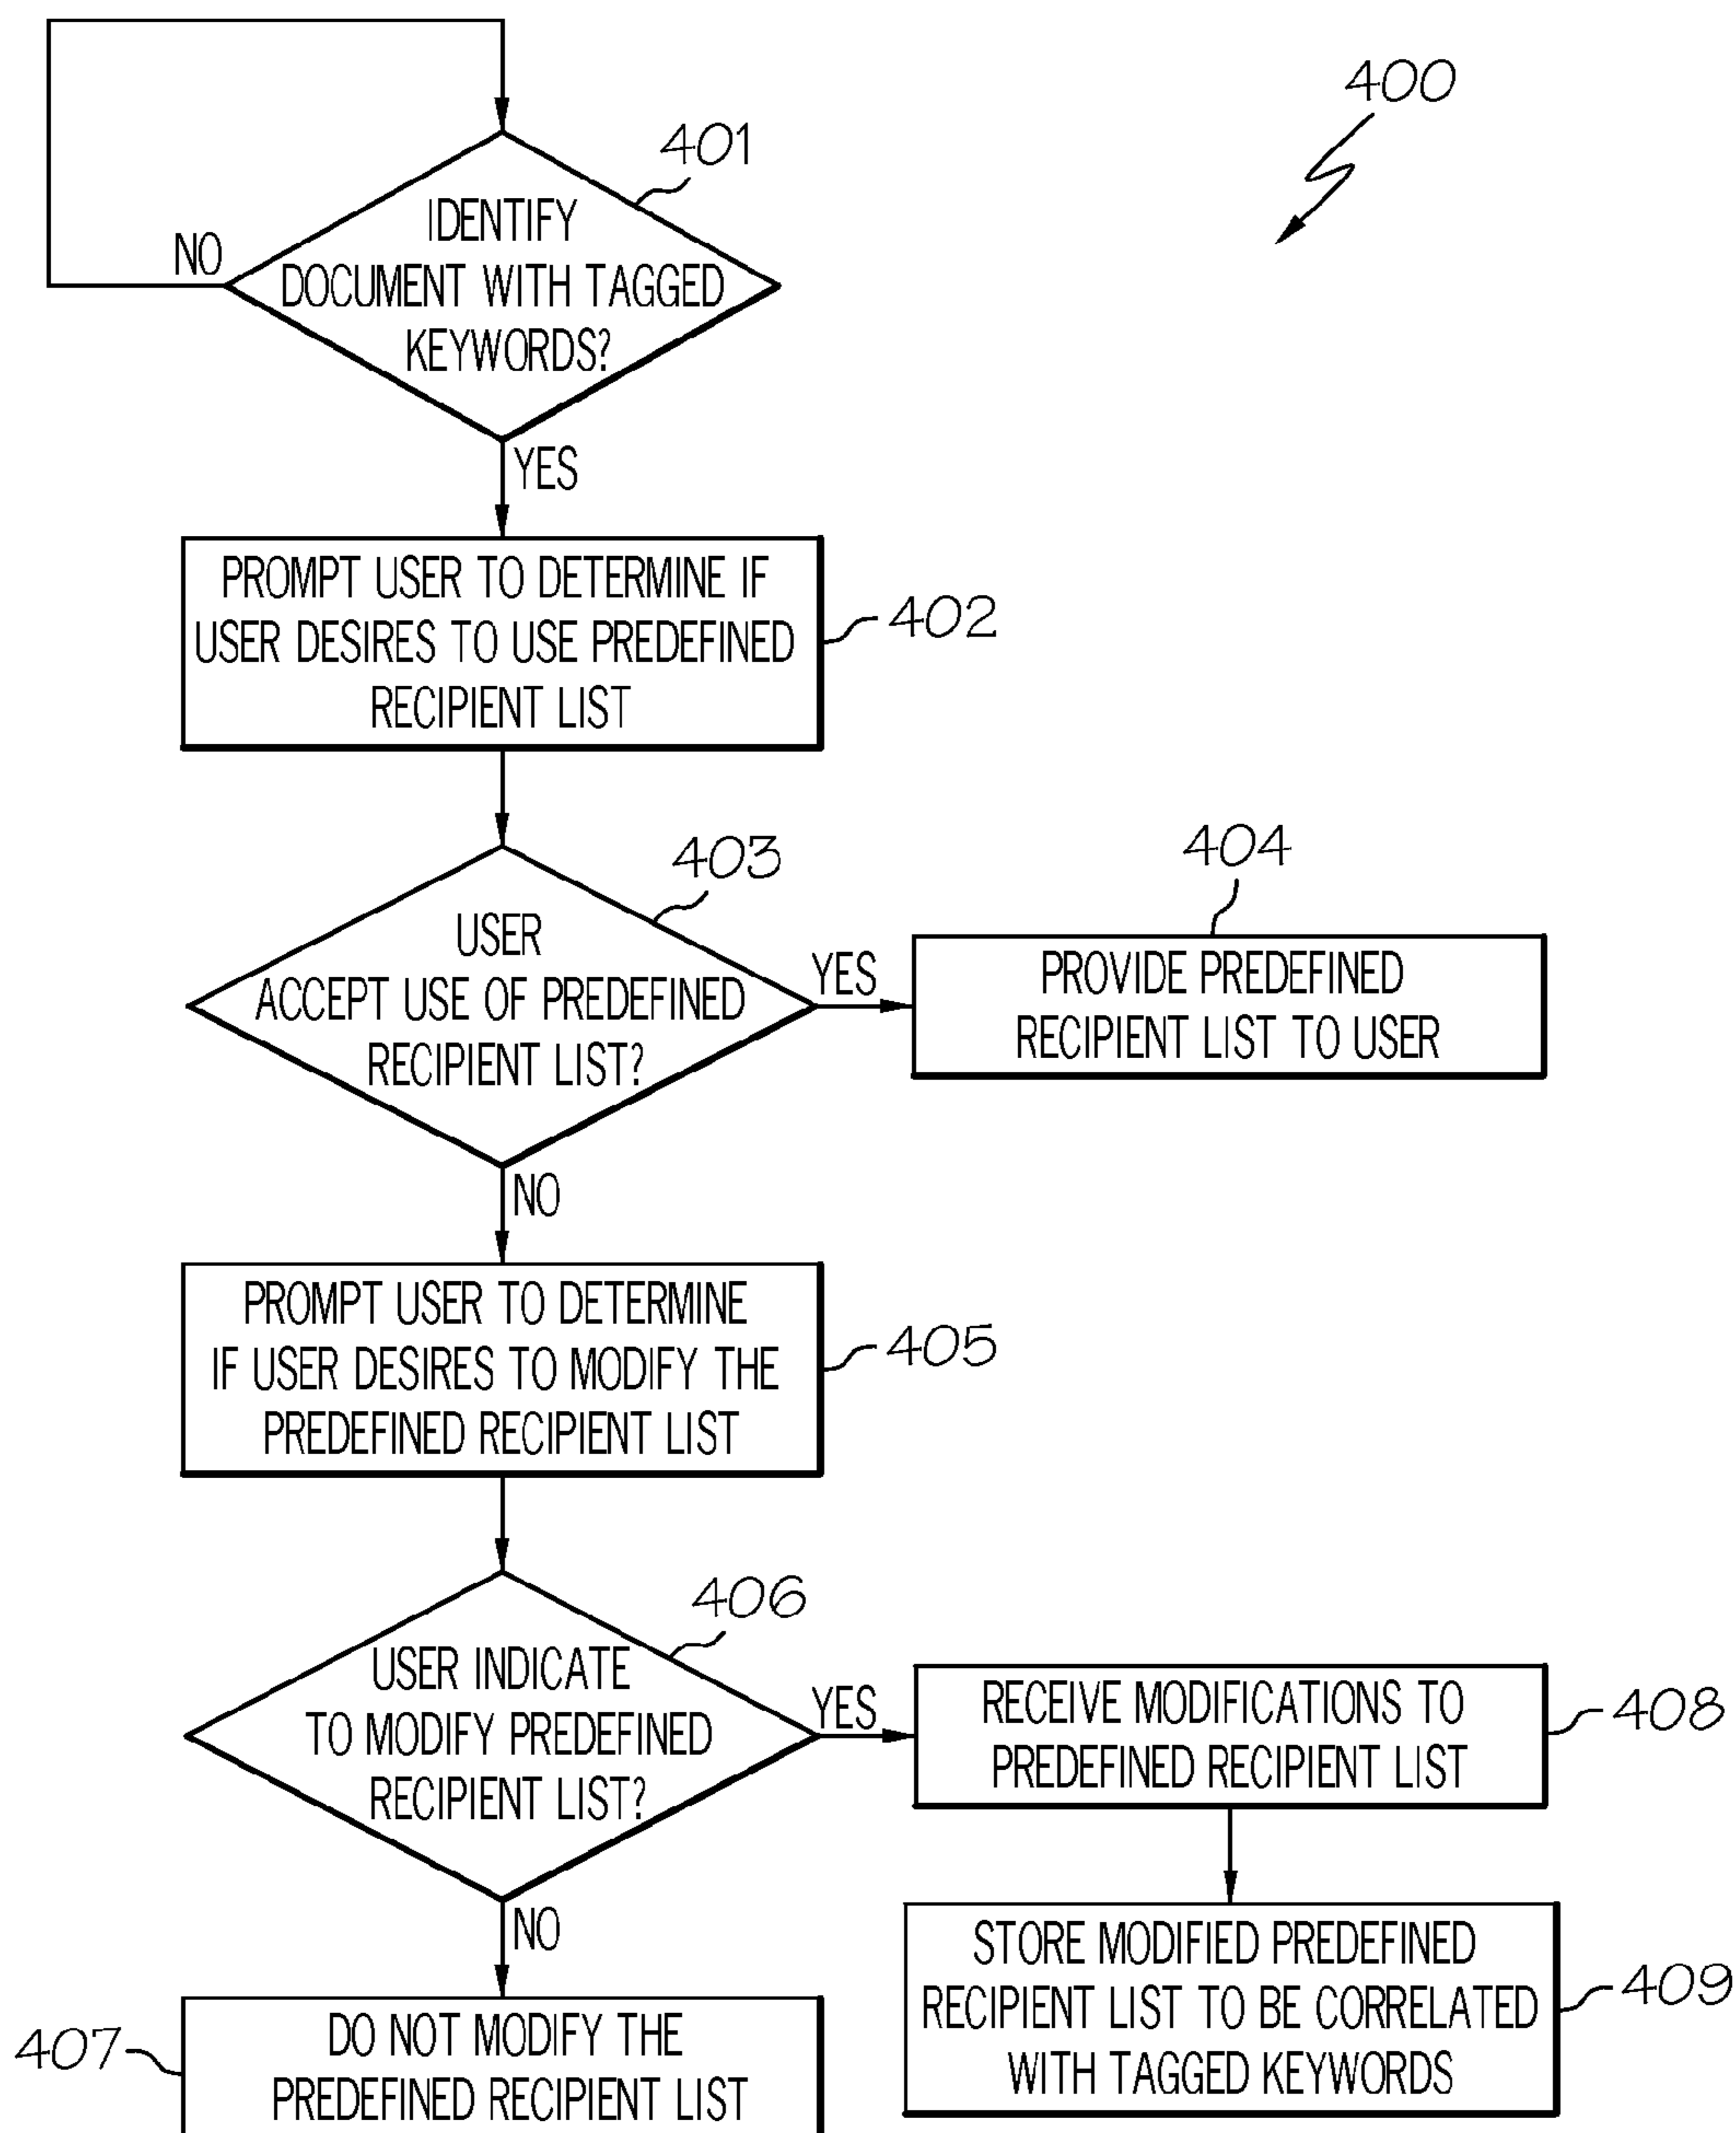 400
401
IDENTIFY
DOCUMENT WITH TAGGED
KEYWORDS?
NO
YES
PROMPT USER TO DETERMINE IF
USER DESIRES TO USE PREDEFINED
RECIPIENT LIST
402
403
USER
ACCEPT USE OF PREDEFINED
RECIPIENT LIST?
YES
404
PROVIDE PREDEFINED
RECIPIENT LIST TO USER
NO
PROMPT USER TO DETERMINE
IF USER DESIRES TO MODIFY THE
PREDEFINED RECIPIENT LIST
405
406
USER INDICATE
TO MODIFY PREDEFINED
RECIPIENT LIST?
YES
RECEIVE MODIFICATIONS TO
PREDEFINED RECIPIENT LIST
408
NO
STORE MODIFIED PREDEFINED
RECIPIENT LIST TO BE CORRELATED
WITH TAGGED KEYWORDS
409
407
DO NOT MODIFY THE
PREDEFINED RECIPIENT LIST